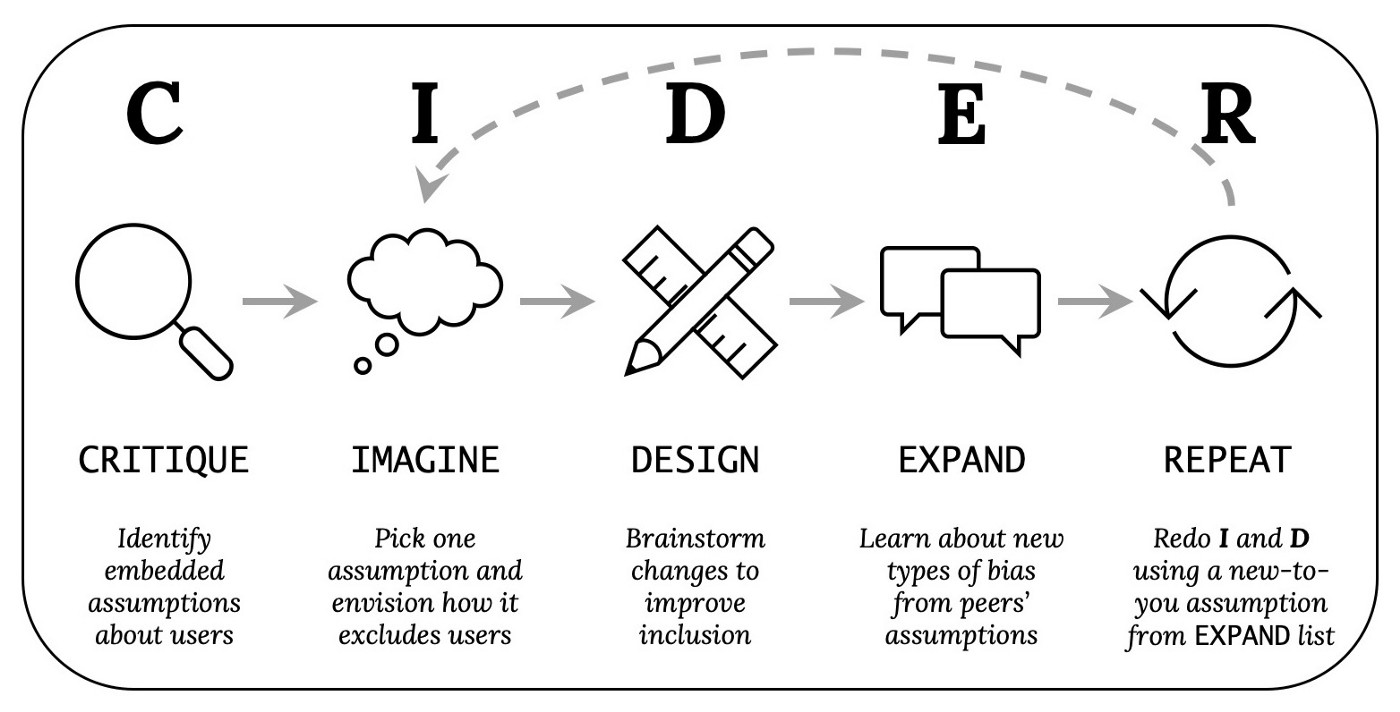 C
I
D
E
R
CRITIQUE
IMAGINE
DESIGN
EXPAND
REPEAT
Identify
embedded
assumptions
about users
Pick one
assumption and
envision how it
excludes users
Brainstorm
changes to
improve
inclusion
Learn about new
types of bias
from peers’
assumptions
Redo I and D
using a new-to-
you assumption
from EXPAND list